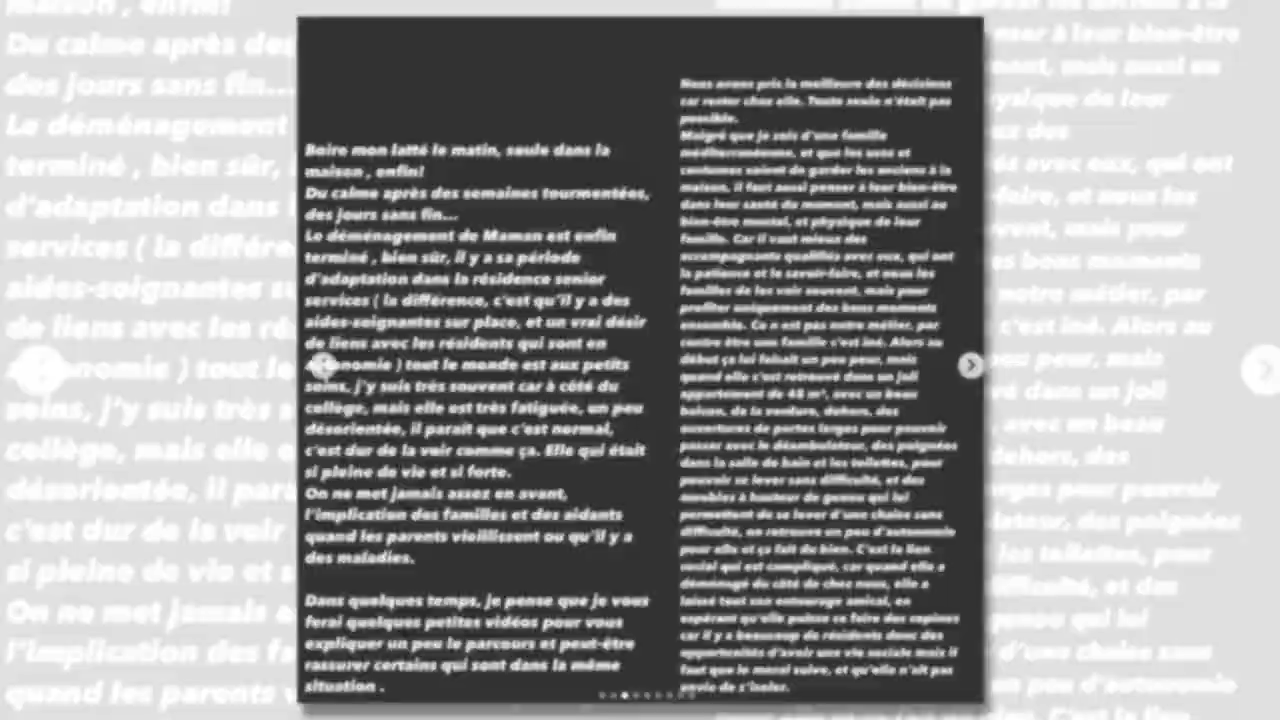 Boire mon latté le matin, seule dans la
maison , enfin!
Du calme après des semaines tourmentées,
des jours sans fin...
Le déménagement de Maman est enfin
terminé , bien sûr, il y a sa période
d'adaptation dans la résidence senior
services ( la différence, c'est qu'il y a des
aides-soignantes sur place, et un vrai désir
de liens avec les résidents qui sont en
autonomie ) tout le monde est aux petits
soins, j'y suis très souvent car à côté du
collège, mais elle est très fatiguée, un peu
désorientée, il parait que c'est normal,
c'est dur de la voir comme ça. Elle qui était
si pleine de vie et si forte.
On ne met jamais assez en avant,
l'implication des familles et des aidants
quand les parents vieillissent ou qu'il y a
des maladies.
Dans quelques temps, je pense que je vous
ferai quelques petites vidéos pour vous
expliquer un peu le parcours et peut-être
rassurer certains qui sont dans la même
situation .
Nous avons pris la meilleure des décisions
car rester chez elle. Toute seule n'était pas
possible.
Malgré que je sois d'une famille
méditerranéenne, et que les uses et
coutumes soient de garder les anciens à la
maison, il faut aussi penser à leur bien-être
dans leur santé du moment, mais aussi au
bien-être mental, et physique de leur
famille. Car il vaut mieux des
accompagnants qualifiés avec eux, qui ont
la patience et le savoir-faire, et nous les
familles de les voir souvent, mais pour
profiter uniquement des bons moments
ensemble. Ce n est pas notre métier, par
contre être une famille c'est iné. Alors au
début ça lui faisait un peu peur, mais
quand elle c'est retrouvé dans un joli
appartement de 45 m², avec un beau
balcon, de la verdure, dehors, des
ouvertures de portes larges pour pouvoir
passer avec le déambulateur, des poignées
dans la salle de bain et les toilettes, pour
pouvoir se lever sans difficulté, et des
meubles à hauteur de genou qui lui
permettent de se lever d'une chaise sans
difficulté, on retrouve un peu d'autonomie
pour elle et ça fait du bien. C'est le lien
social qui est compliqué, car quand elle a
déménagé du côté de chez nous, elle a
laissé tout son entourage amical, en
espérant qu'elle puisse se faire des copines
car il y a beaucoup de résidents donc des
opportunités d'avoir une vie sociale mais il
faut que le moral suive, et qu'elle n'ait pas
envie de s'isoler.